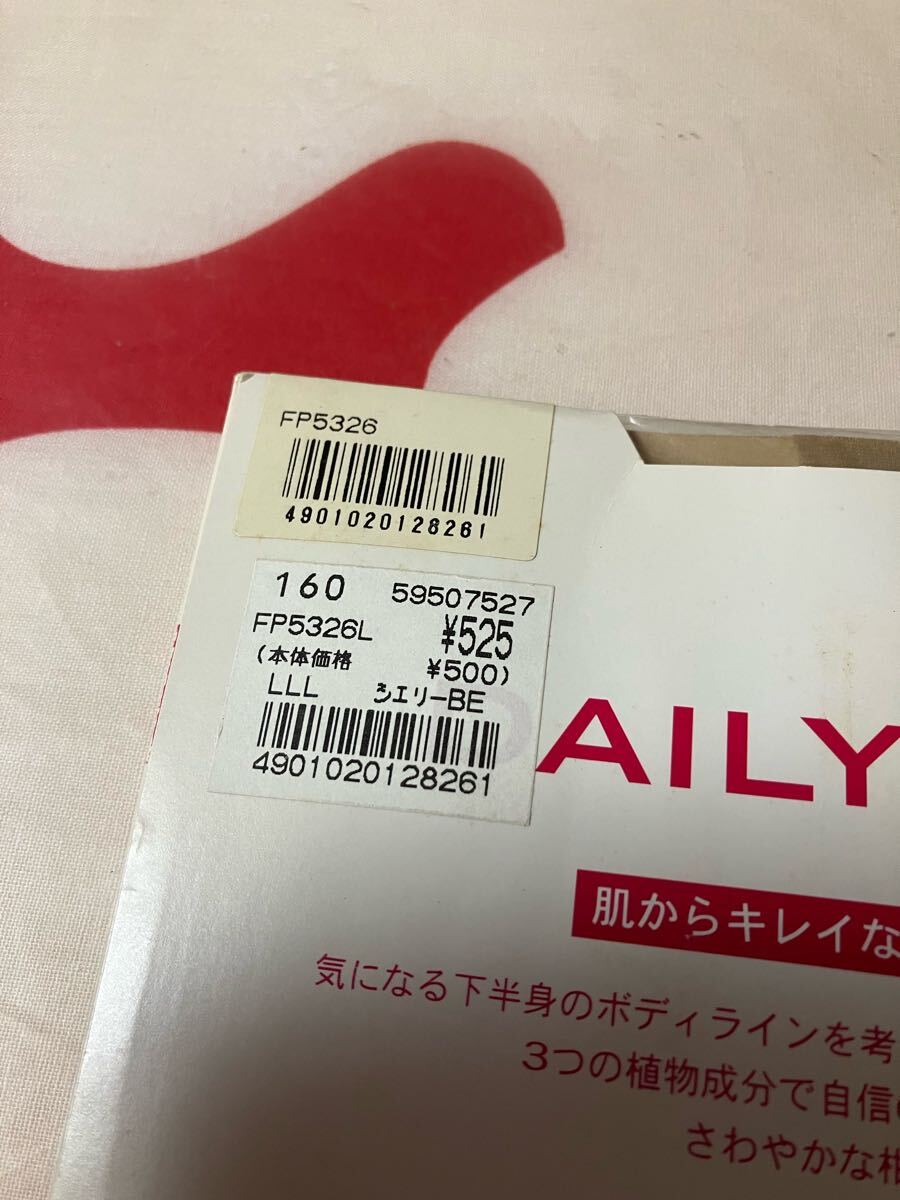 FP5326
4901020128261
160 59507527
FP5326L ¥525
(本体価格 ¥500)
LLL シエリーBE
4901020128261
AILY
肌からキレイな
気になる下半身のボディラインを考
3つの植物成分で自信
さわやかな柑